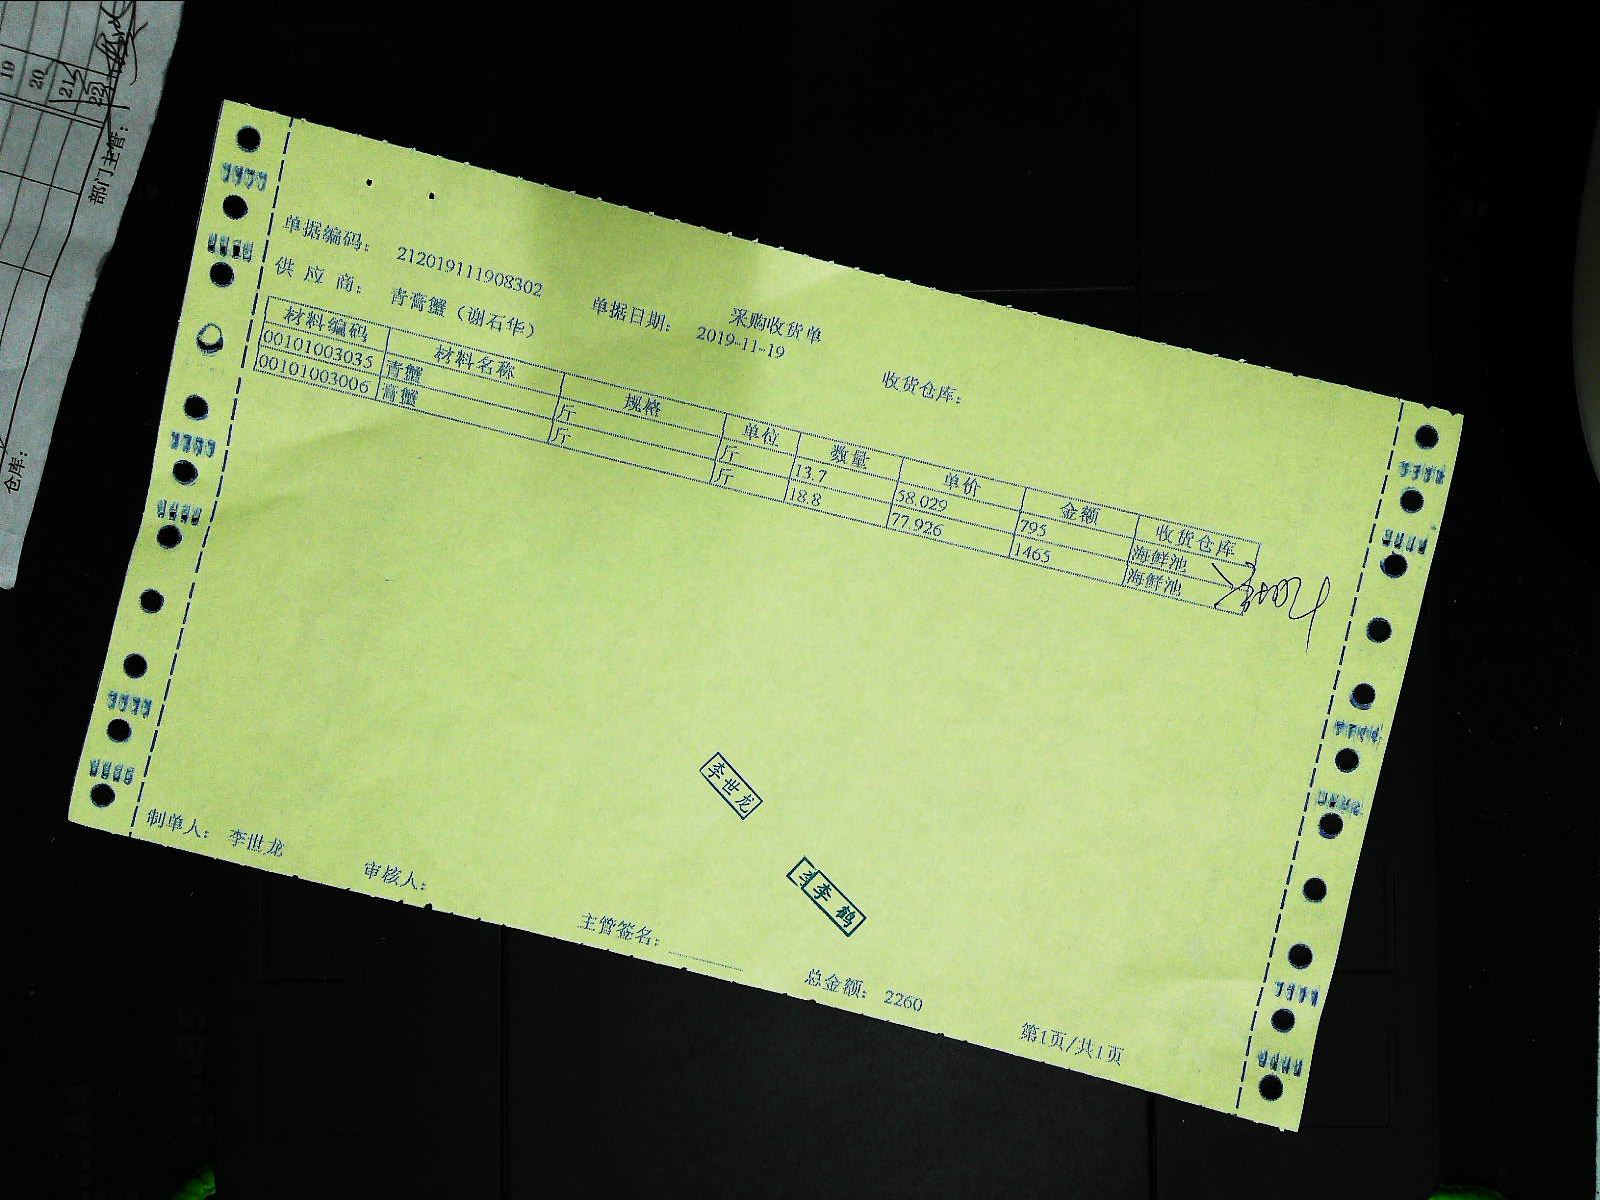 19
20
21
22
部门主管：
仓库：
采购收货单
单据编码： 212019111908302 单据日期： 2019-11-19 收货仓库：
供 应 商： 青膏蟹（谢石华）
材料编码 材料名称 规格 单位 数量 单价 金额 收货仓库
00101003035 青蟹 斤 斤 13.7 58.029 795 海鲜池
00101003006 膏蟹 斤 斤 18.8 77.926 1465 海鲜池
李世龙
李 鹤
制单人： 李世龙 审核人： 主管签名： 总金额： 2260 第1页/共1页